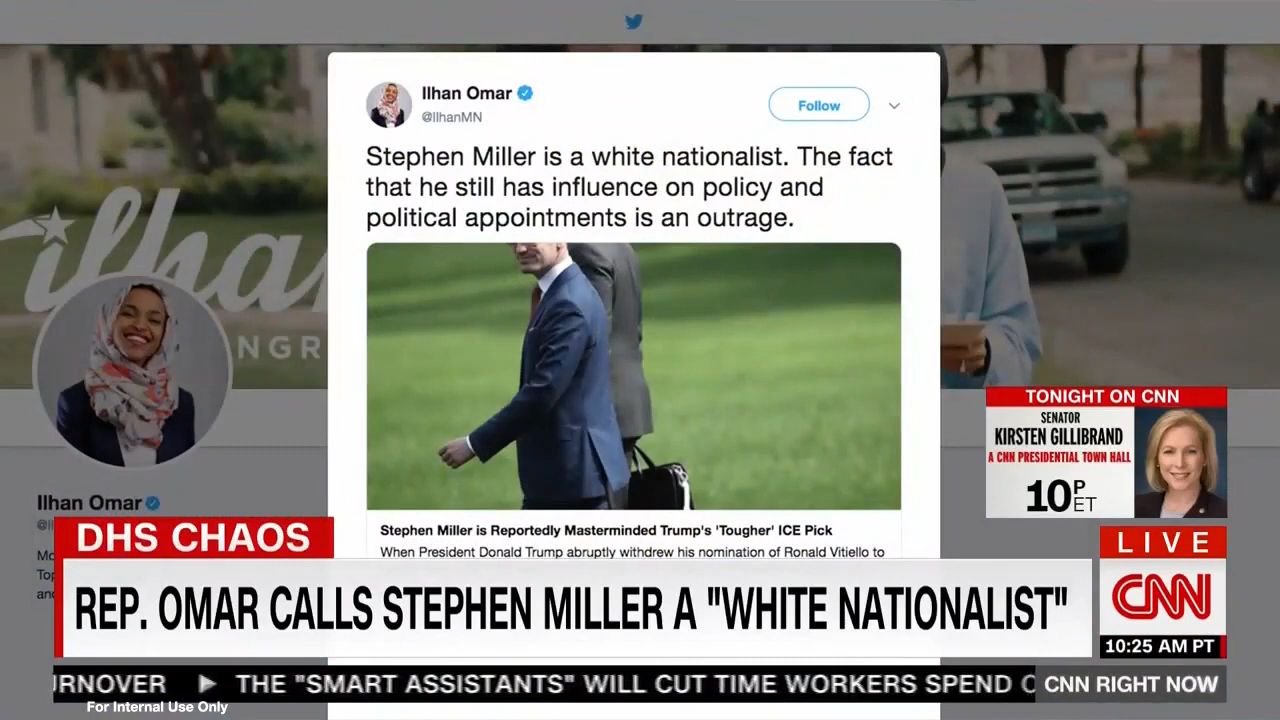 Ilhan Omar
@IlhanMN
Follow
Stephen Miller is a white nationalist. The fact
that he still has influence on policy and
political appointments is an outrage.
Stephen Miller is Reportedly Masterminded Trump's 'Tougher' ICE Pick
When President Donald Trump abruptly withdrew his nomination of Ronald Vitiello to
ilha
NGR
Ilhan Omar
TONIGHT ON CNN
SENATOR
KIRSTEN GILLIBRAND
A CNN PRESIDENTIAL TOWN HALL
10P ET
DHS CHAOS
REP. OMAR CALLS STEPHEN MILLER A "WHITE NATIONALIST"
LIVE
CNN
10:25 AM PT
URNOVER ▶ THE "SMART ASSISTANTS" WILL CUT TIME WORKERS SPEND
CNN RIGHT NOW
For Internal Use Only